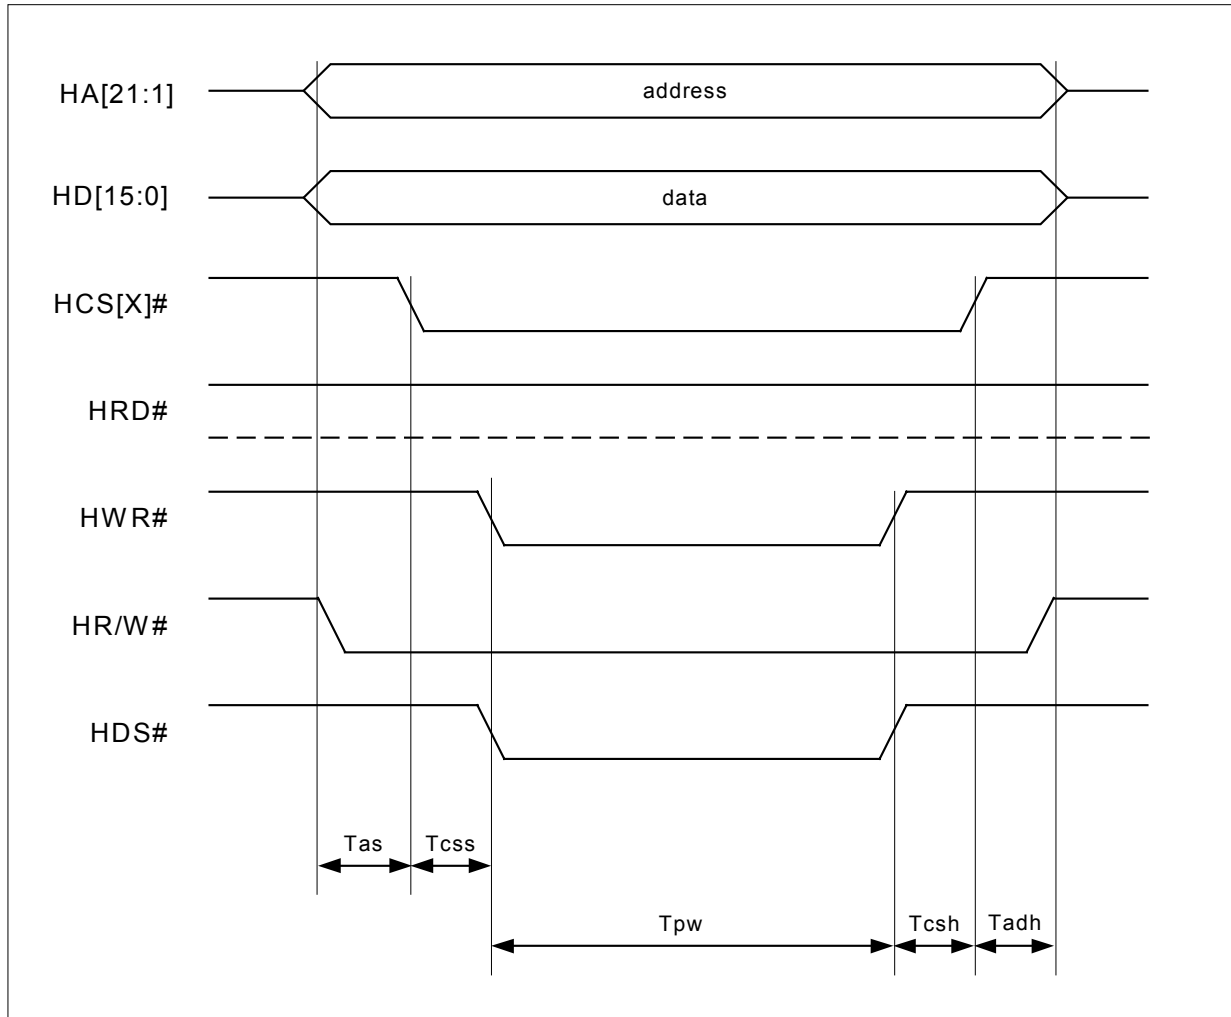 HA[21:1]
address
HD[15:0]
data
HCS[X]#
HRD#
HWR#
HR/W#
HDS#
Tas
Tcss
Tpw
Tcsh
Tadh